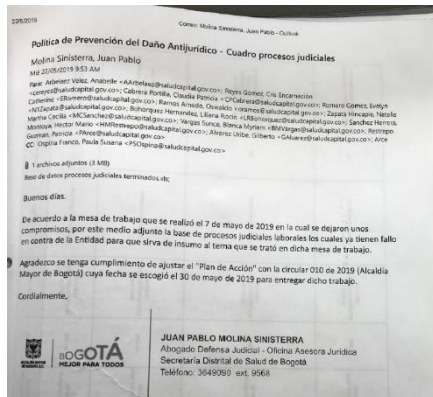 22/5/2019
Correo: Molina Sinisterra, Juan Pablo - Outlook
Política de Prevención del Daño Antijurídico - Cuadro procesos judiciales
Molina Sinisterra, Juan Pablo
Mié 22/05/2019 9:53 AM
Para: Arbelaez Velez, Anabelle <AArbelaez@saludcapital.gov.co>; Reyes Gomez, Cris Encarnación
<cereyes@saludcapital.gov.co>; Cabrera Portilla, Claudia Patricia <CPCabrera@saludcapital.gov.co>; Romero Gomez, Evelyn
Catherine <ERomero@saludcapital.gov.co>; Ramos Amedo, Oswaldo <oramos@saludcapital.gov.co>; Zapata Hincapie, Natalie
<N1Zapata@saludcapital.gov.co>; Bohorquez Hernandez, Liliana Rocio <LRBohorquez@saludcapital.gov.co>; Sanchez Herrera,
Martha Cecilia <MCSanchez@saludcapital.gov.co>; Vargas Sunce, Blanca Myriam <BMVargas@saludcapital.gov.co>; Restrepo
Montoya, Hector Mario <HMRestrepo@saludcapital.gov.co>; Alvarez Uribe, Gilberto <GAlvarez@saludcapital.gov.co>; Arce
Guzman, Patricia <PArce@saludcapital.gov.co>
CC: Ospina Franco, Paula Susana <PSOspina@saludcapital.gov.co>
1 archivos adjuntos (3 MB)
Base de datos procesos judiciales terminados.xls;
Buenos días.
De acuerdo a la mesa de trabajo que se realizó el 7 de mayo de 2019 en la cual se dejaron unos
compromisos, por este medio adjunto la base de procesos judiciales laborales los cuales ya tienen fallo
en contra de la Entidad para que sirva de insumo al tema que se trató en dicha mesa de trabajo.
Agradezco se tenga cumplimiento de ajustar el "Plan de Acción" con la circular 010 de 2019 (Alcaldía
Mayor de Bogotá) cuya fecha se escogió el 30 de mayo de 2019 para entregar dicho trabajo.
Cordialmente,
BOGOTÁ
MEJOR PARA TODOS
JUAN PABLO MOLINA SINISTERRA
Abogado Defensa Judicial - Oficina Asesora Jurídica
Secretaría Distrital de Salud de Bogotá
Teléfono: 3649090 ext. 9568